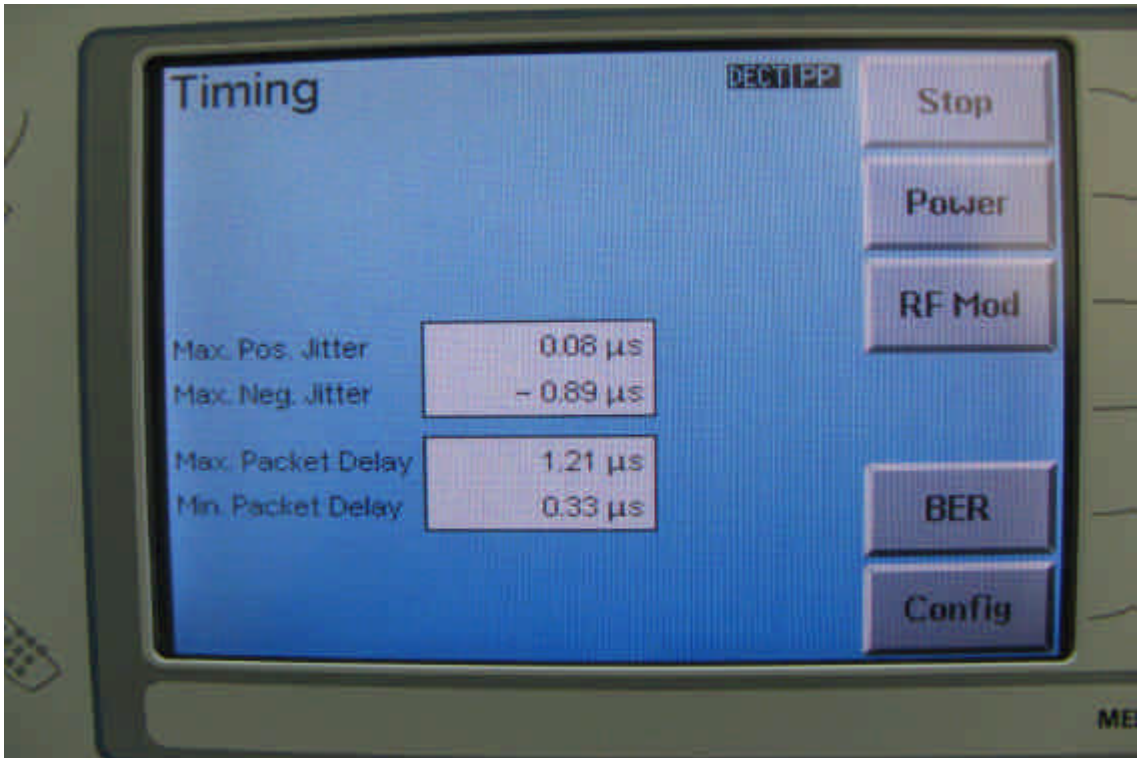 Timing
DECT PP
Stop
Power
RF Mod
Max. Pos. Jitter 0.08 µs
Max. Neg. Jitter - 0.89 µs
Max. Packet Delay 1.21 µs
Min. Packet Delay 0.33 µs
BER
Config